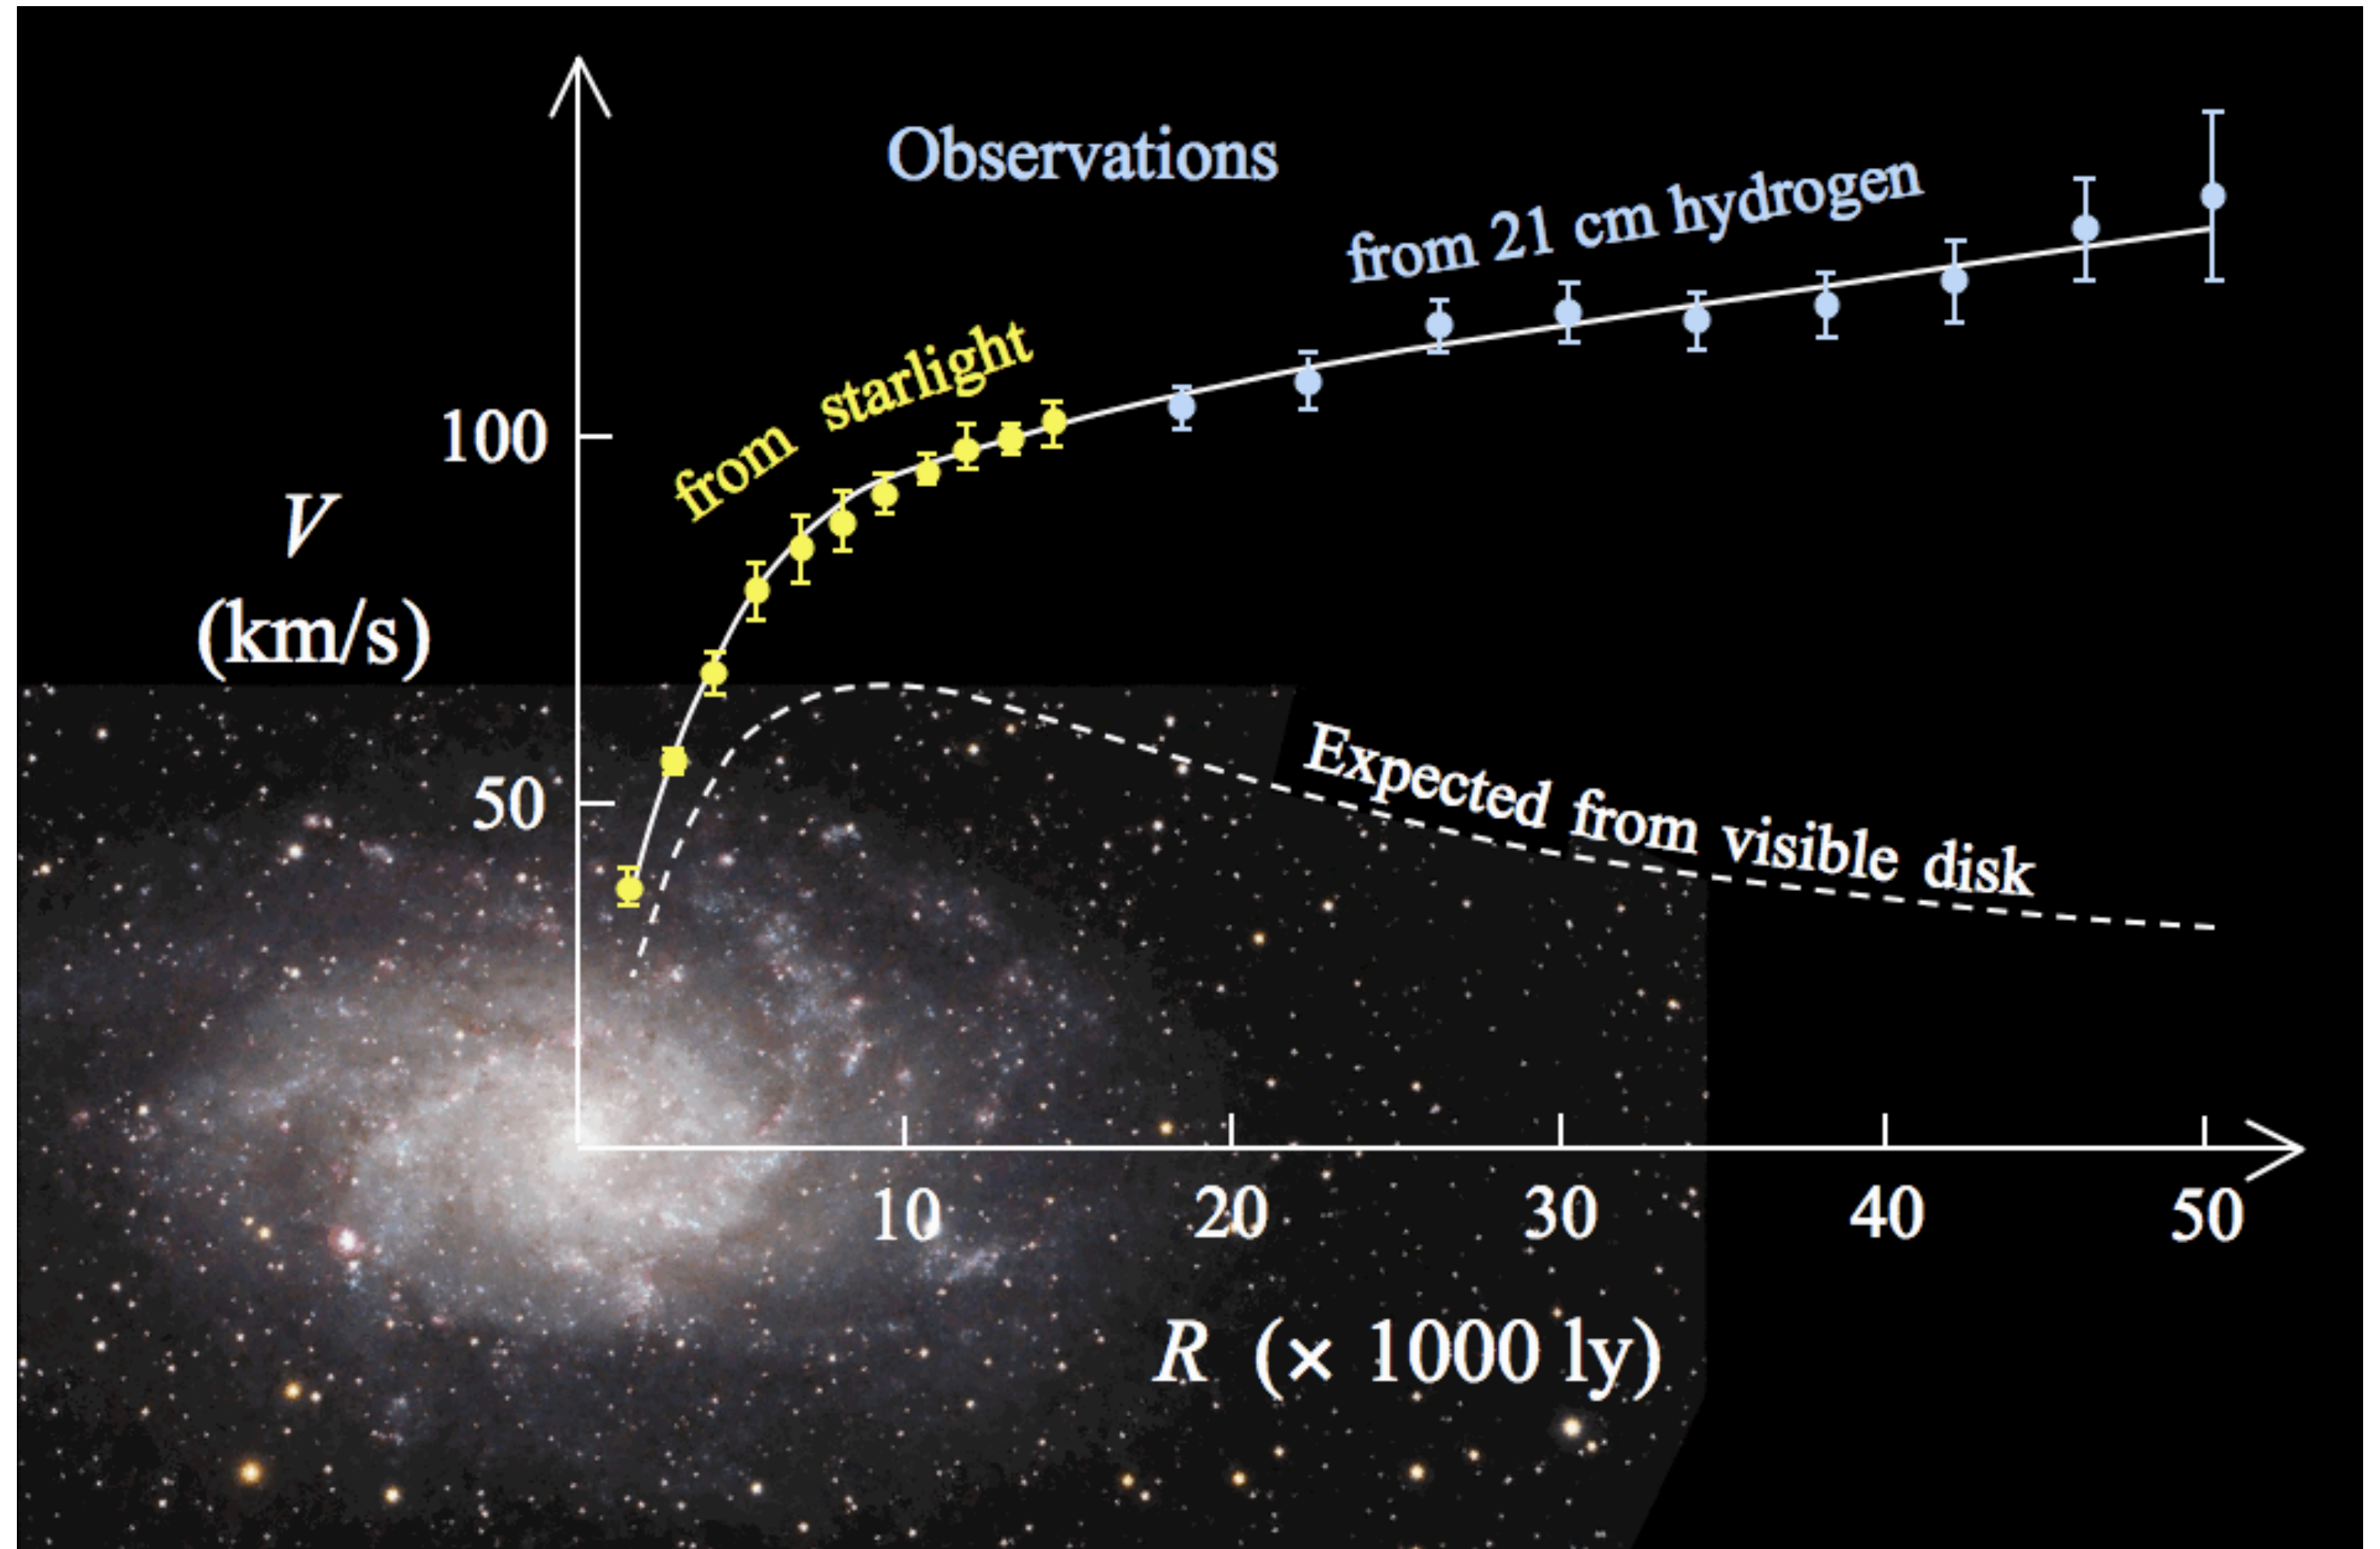 Observations
from 21 cm hydrogen
from starlight
100
V
(km/s)
50
Expected from visible disk
10 20 30 40 50
R (× 1000 ly)